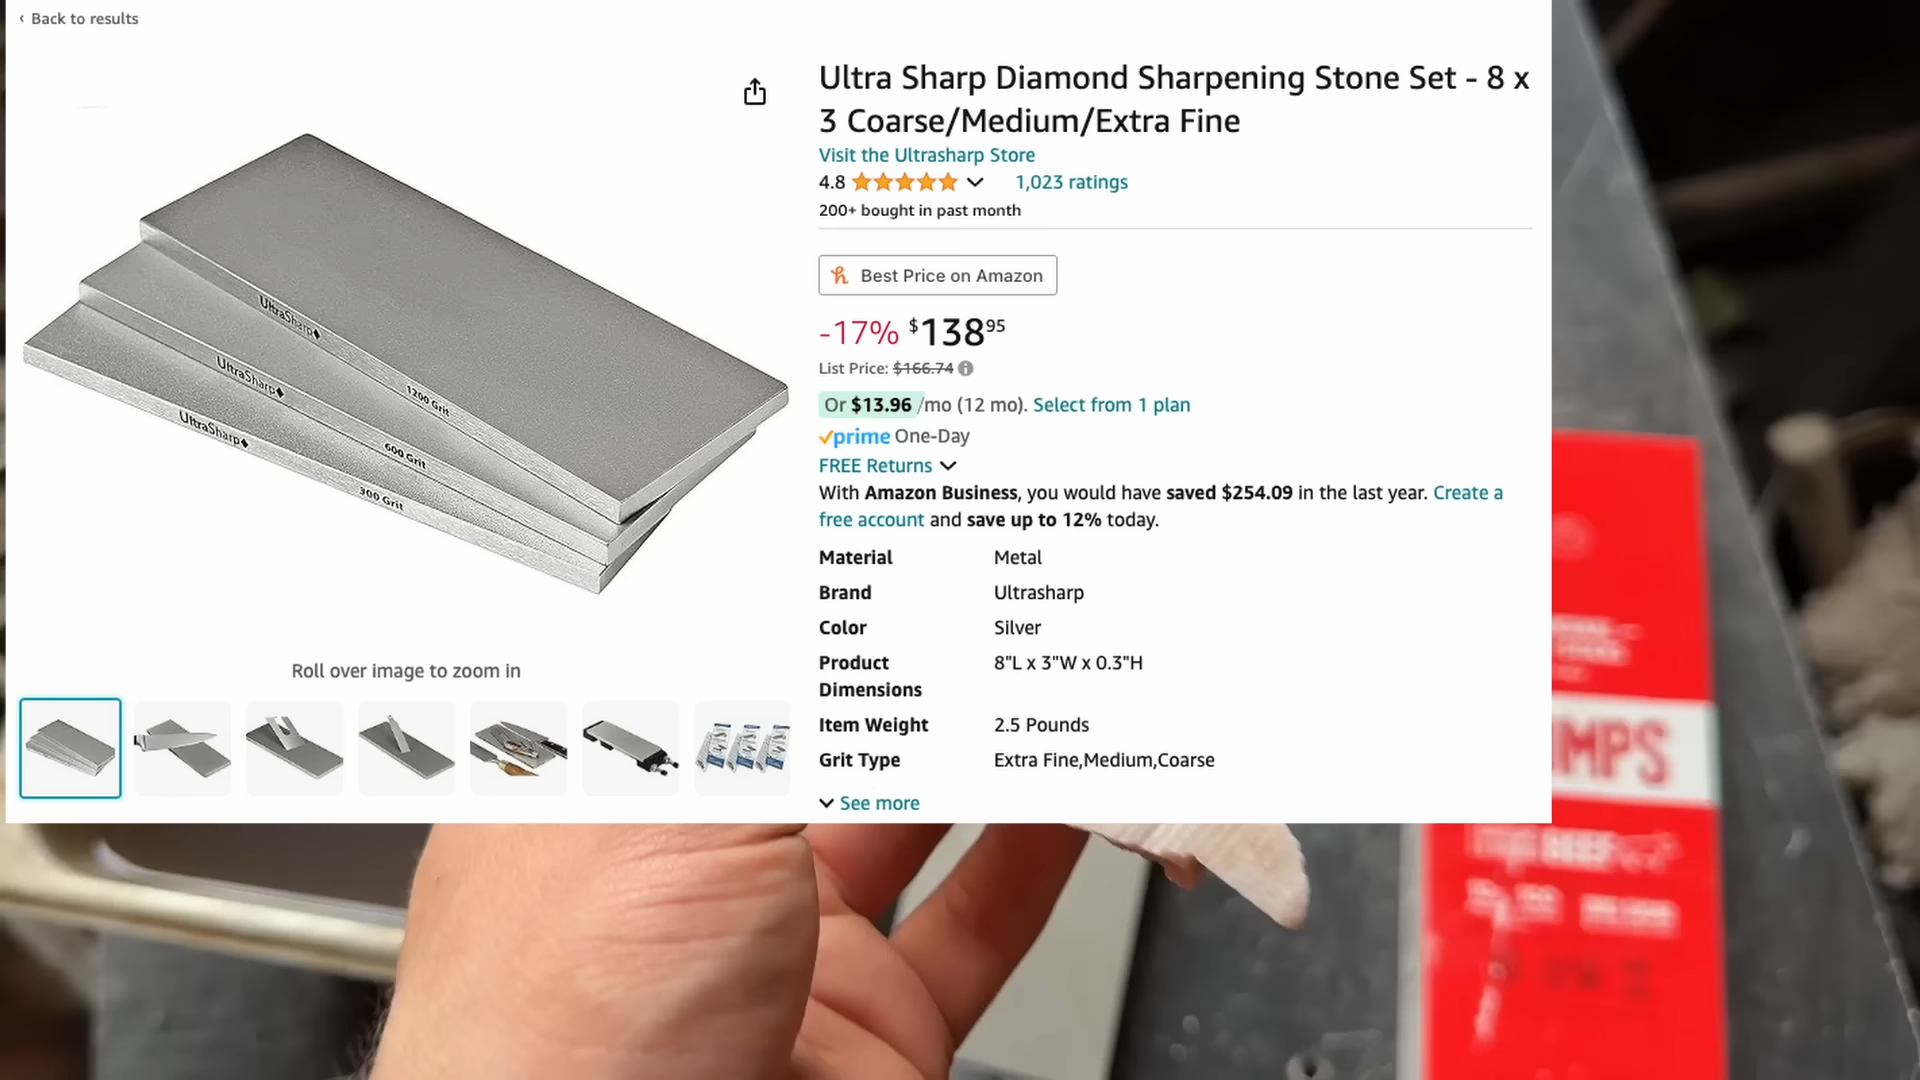 ‹ Back to results
Ultra Sharp Diamond Sharpening Stone Set - 8 x
3 Coarse/Medium/Extra Fine
Visit the Ultrasharp Store
4.8 1,023 ratings
200+ bought in past month
Best Price on Amazon
-17% $138 95
List Price: $166.74
Or $13.96 /mo (12 mo). Select from 1 plan
prime One-Day
FREE Returns
With Amazon Business, you would have saved $254.09 in the last year. Create a
free account and save up to 12% today.
Material Metal
Brand Ultrasharp
Color Silver
Product Dimensions 8"L x 3"W x 0.3"H
Item Weight 2.5 Pounds
Grit Type Extra Fine,Medium,Coarse
See more
UltraSharp
1200 Grit
UltraSharp
600 Grit
UltraSharp
300 Grit
Roll over image to zoom in
IMPS